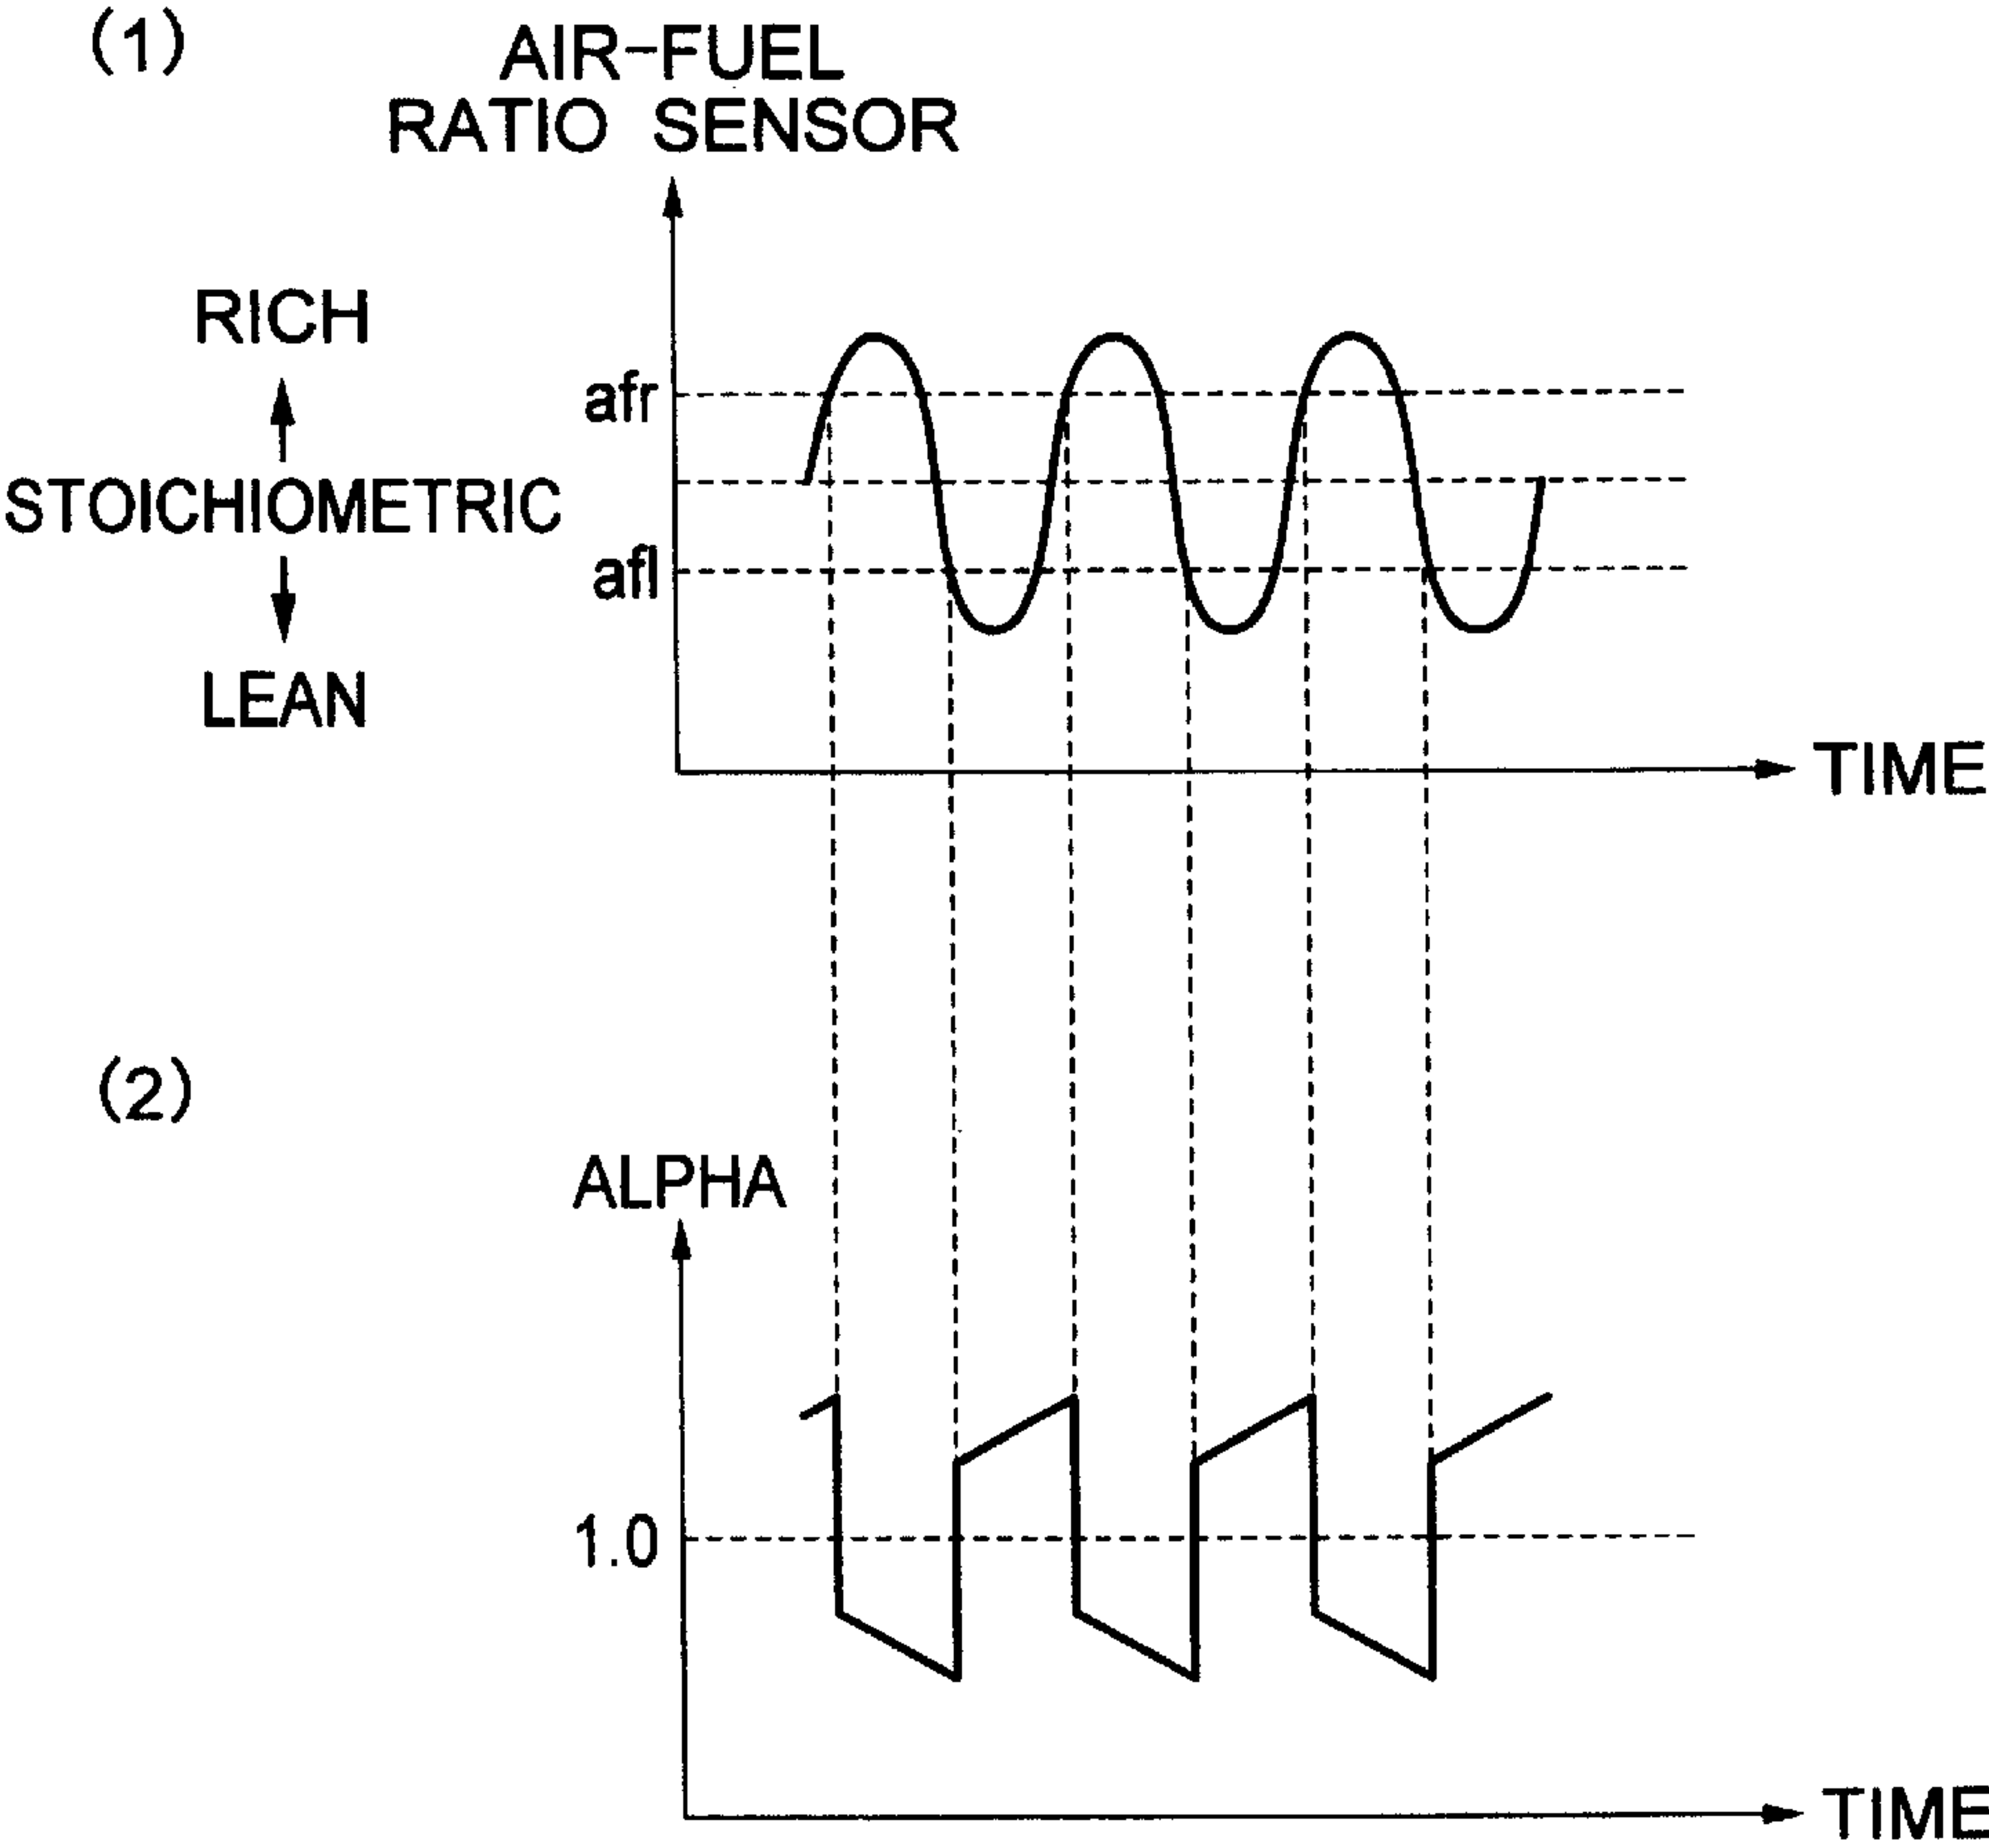 (1)
AIR-FUEL
RATIO SENSOR
RICH
afr
STOICHIOMETRIC
afl
LEAN
TIME
(2)
ALPHA
1.0
TIME